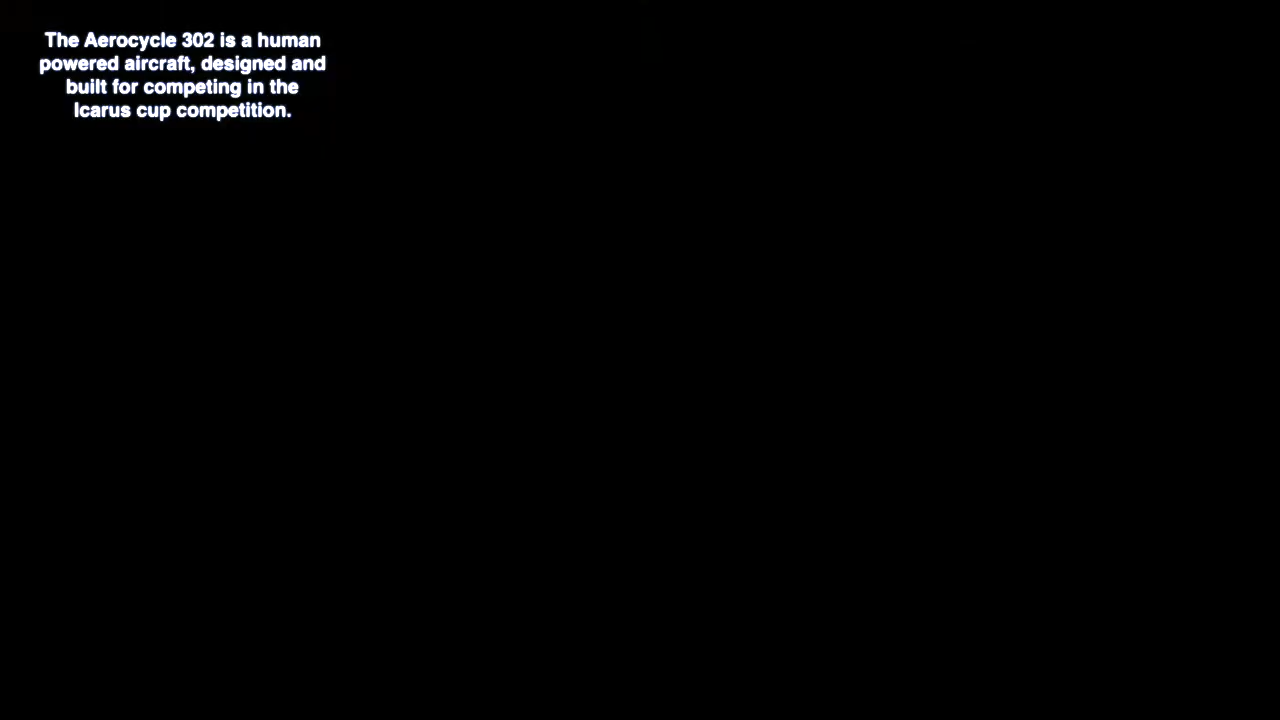 The Aerocycle 302 is a human
powered aircraft, designed and
built for competing in the
Icarus cup competition.